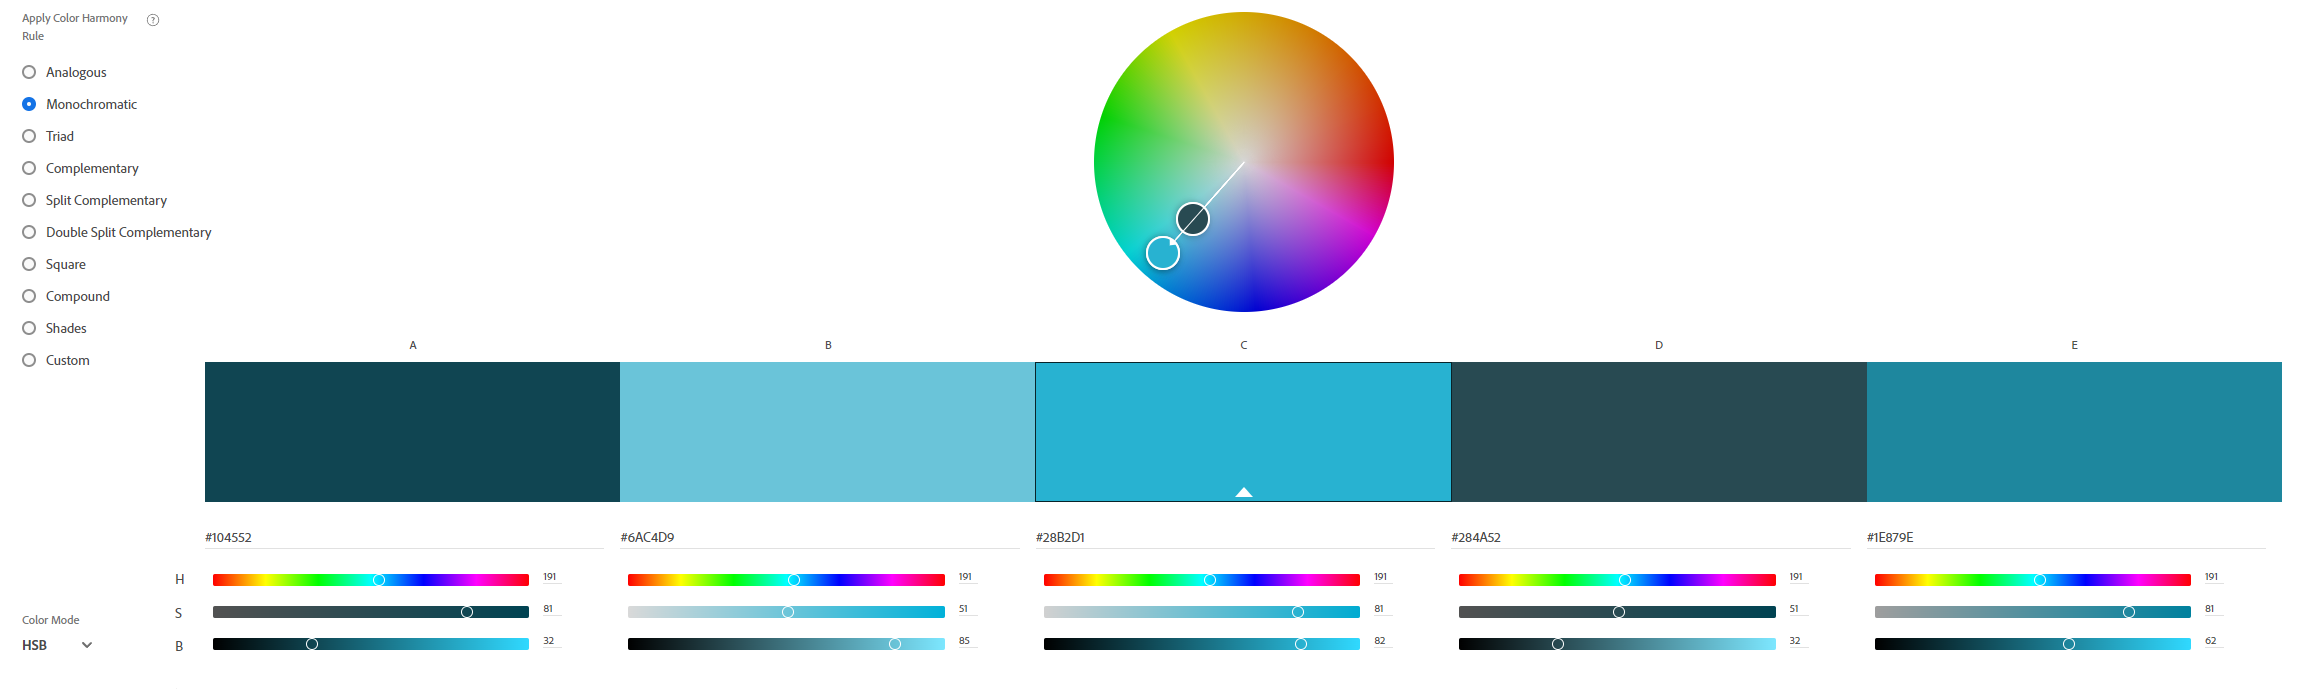 Apply Color Harmony
Rule
?
Analogous
Monochromatic
Triad
Complementary
Split Complementary
Double Split Complementary
Square
Compound
Shades
Custom
A B C D E
#104552 #6AC4D9 #28B2D1 #284A52 #1E879E
H 191 191 191 191 191
S 81 51 81 51 81
B 32 85 82 32 62
Color Mode
HSB